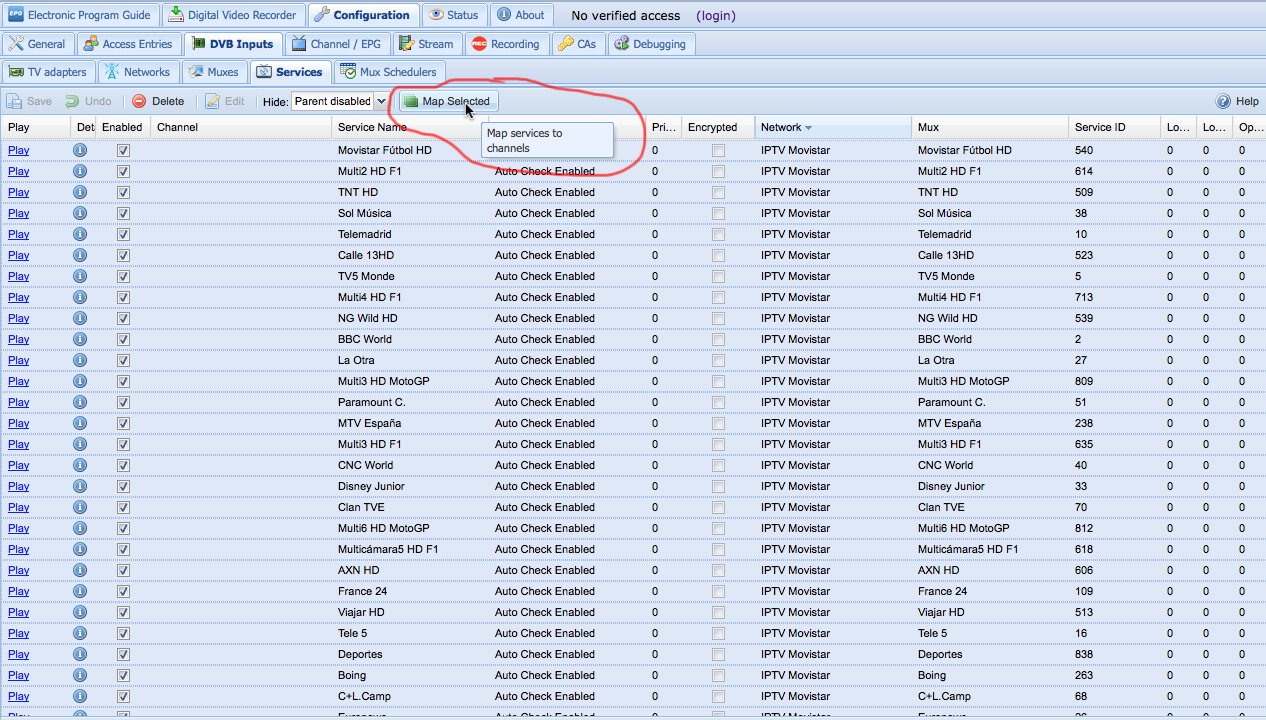 Electronic Program Guide Digital Video Recorder Configuration Status About No verified access (login)
General Access Entries DVB Inputs Channel / EPG Stream REC Recording CAs Debugging
TV adapters Networks Muxes Services Mux Schedulers
Save Undo Delete Edit Hide: Parent disabled Map Selected Help
Play Det Enabled Channel Service Name Pri... Encrypted Network Mux Service ID Lo... Lo... Op...
Map services to
channels
Play Movistar Fútbol HD 0 IPTV Movistar Movistar Fútbol HD 540 0 0 0
Play Multi2 HD F1 Auto Check Enabled 0 IPTV Movistar Multi2 HD F1 614 0 0 0
Play TNT HD Auto Check Enabled 0 IPTV Movistar TNT HD 509 0 0 0
Play Sol Música Auto Check Enabled 0 IPTV Movistar Sol Música 38 0 0 0
Play Telemadrid Auto Check Enabled 0 IPTV Movistar Telemadrid 10 0 0 0
Play Calle 13HD Auto Check Enabled 0 IPTV Movistar Calle 13HD 523 0 0 0
Play TV5 Monde Auto Check Enabled 0 IPTV Movistar TV5 Monde 5 0 0 0
Play Multi4 HD F1 Auto Check Enabled 0 IPTV Movistar Multi4 HD F1 713 0 0 0
Play NG Wild HD Auto Check Enabled 0 IPTV Movistar NG Wild HD 539 0 0 0
Play BBC World Auto Check Enabled 0 IPTV Movistar BBC World 2 0 0 0
Play La Otra Auto Check Enabled 0 IPTV Movistar La Otra 27 0 0 0
Play Multi3 HD MotoGP Auto Check Enabled 0 IPTV Movistar Multi3 HD MotoGP 809 0 0 0
Play Paramount C. Auto Check Enabled 0 IPTV Movistar Paramount C. 51 0 0 0
Play MTV España Auto Check Enabled 0 IPTV Movistar MTV España 238 0 0 0
Play Multi3 HD F1 Auto Check Enabled 0 IPTV Movistar Multi3 HD F1 635 0 0 0
Play CNC World Auto Check Enabled 0 IPTV Movistar CNC World 40 0 0 0
Play Disney Junior Auto Check Enabled 0 IPTV Movistar Disney Junior 33 0 0 0
Play Clan TVE Auto Check Enabled 0 IPTV Movistar Clan TVE 70 0 0 0
Play Multi6 HD MotoGP Auto Check Enabled 0 IPTV Movistar Multi6 HD MotoGP 812 0 0 0
Play Multicámara5 HD F1 Auto Check Enabled 0 IPTV Movistar Multicámara5 HD F1 618 0 0 0
Play AXN HD Auto Check Enabled 0 IPTV Movistar AXN HD 606 0 0 0
Play France 24 Auto Check Enabled 0 IPTV Movistar France 24 109 0 0 0
Play Viajar HD Auto Check Enabled 0 IPTV Movistar Viajar HD 513 0 0 0
Play Tele 5 Auto Check Enabled 0 IPTV Movistar Tele 5 16 0 0 0
Play Deportes Auto Check Enabled 0 IPTV Movistar Deportes 838 0 0 0
Play Boing Auto Check Enabled 0 IPTV Movistar Boing 263 0 0 0
Play C+L.Camp Auto Check Enabled 0 IPTV Movistar C+L.Camp 68 0 0 0